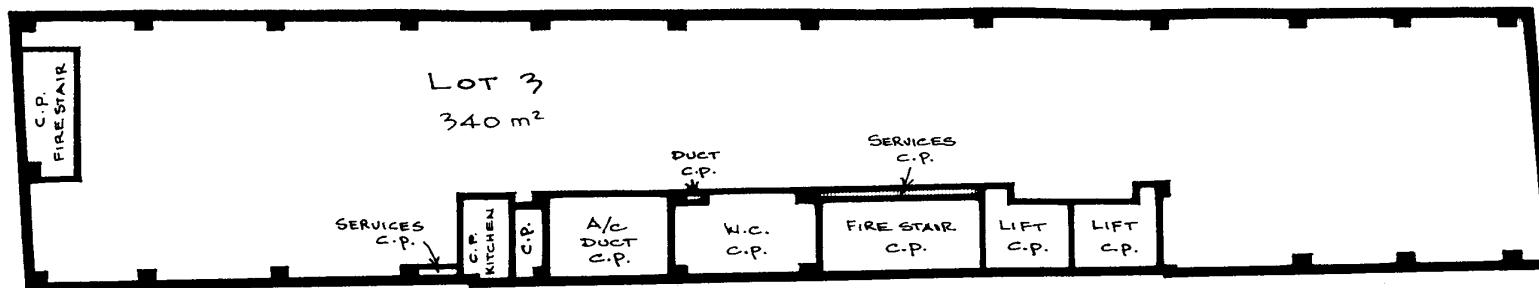 LOT 3
340 m²
C.P.
FIRE STAIR
DUCT
C.P.
SERVICES
C.P.
SERVICES
C.P.
C.P.
KITCHEN
C.P.
A/C
DUCT
C.P.
W.C.
C.P.
FIRE STAIR
C.P.
LIFT
C.P.
LIFT
C.P.